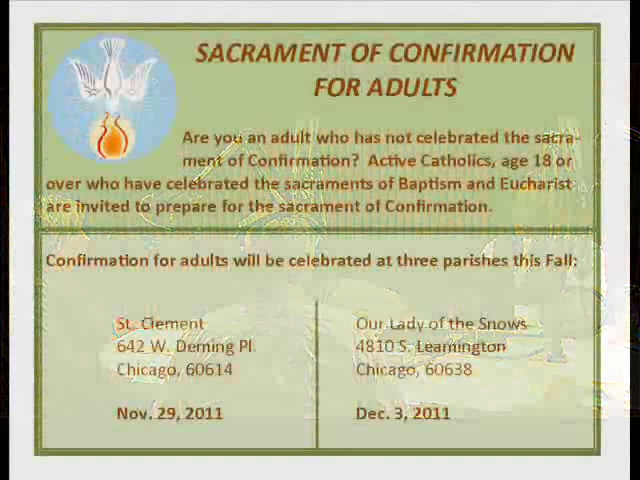 SACRAMENT OF CONFIRMATION
FOR ADULTS
Are you an adult who has not celebrated the sacra-
ment of Confirmation? Active Catholics, age 18 or
over who have celebrated the sacraments of Baptism and Eucharist
are invited to prepare for the sacrament of Confirmation.
Confirmation for adults will be celebrated at three parishes this Fall:
St. Clement
642 W. Deming Pl.
Chicago, 60614
Nov. 29, 2011
Our Lady of the Snows
4810 S. Leamington
Chicago, 60638
Dec. 3, 2011